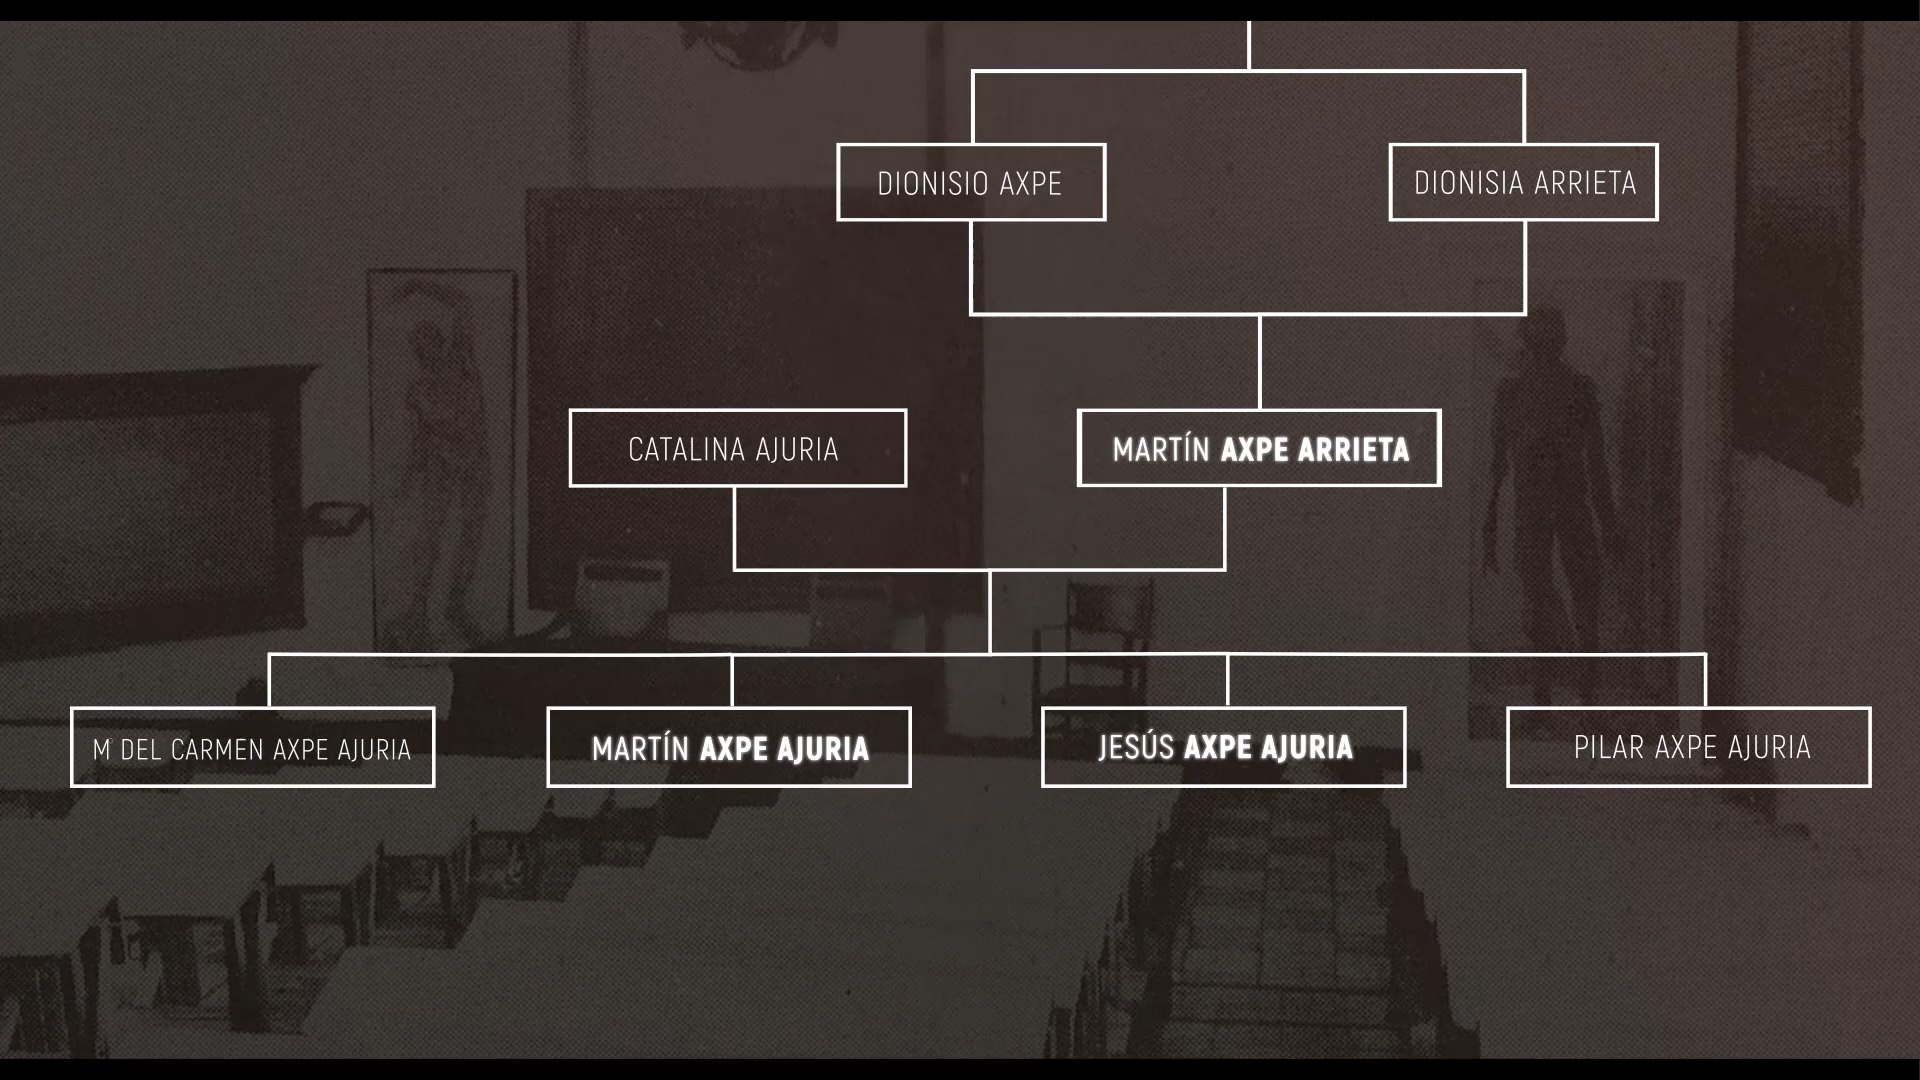 DIONISIO AXPE
DIONISIA ARRIETA
CATALINA AJURIA
MARTÍN AXPE ARRIETA
M DEL CARMEN AXPE AJURIA
MARTÍN AXPE AJURIA
JESÚS AXPE AJURIA
PILAR AXPE AJURIA